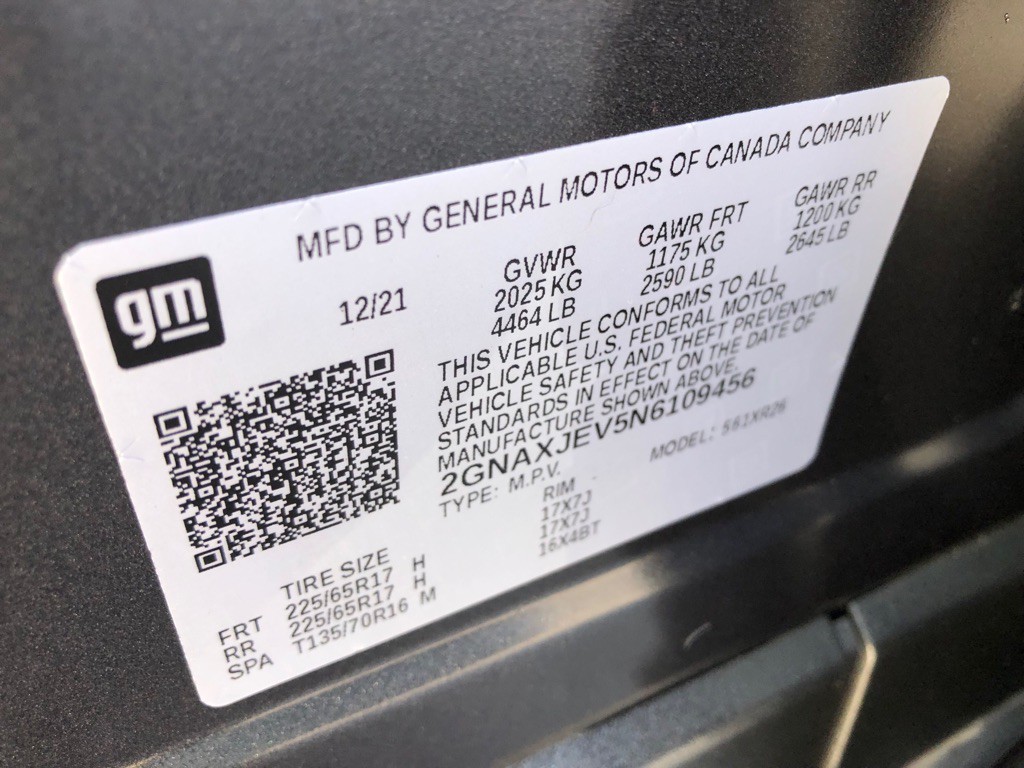 MFD BY GENERAL MOTORS OF CANADA COMPANY
gm
12/21
GVWR
2025 KG
4464 LB
GAWR FRT
1175 KG
2590 LB
GAWR RR
1200 KG
2645 LB
THIS VEHICLE CONFORMS TO ALL
APPLICABLE U.S. FEDERAL MOTOR
VEHICLE SAFETY AND THEFT PREVENTION
STANDARDS IN EFFECT ON THE DATE OF
MANUFACTURE SHOWN ABOVE.
2GNAXJEV5N6109456
TYPE: M.P.V.
MODEL:
TIRE SIZE RIM
FRT 225/65R17 H 17X7J
RR 225/65R17 H 17X7J
SPA T135/70R16 M 16X4BT